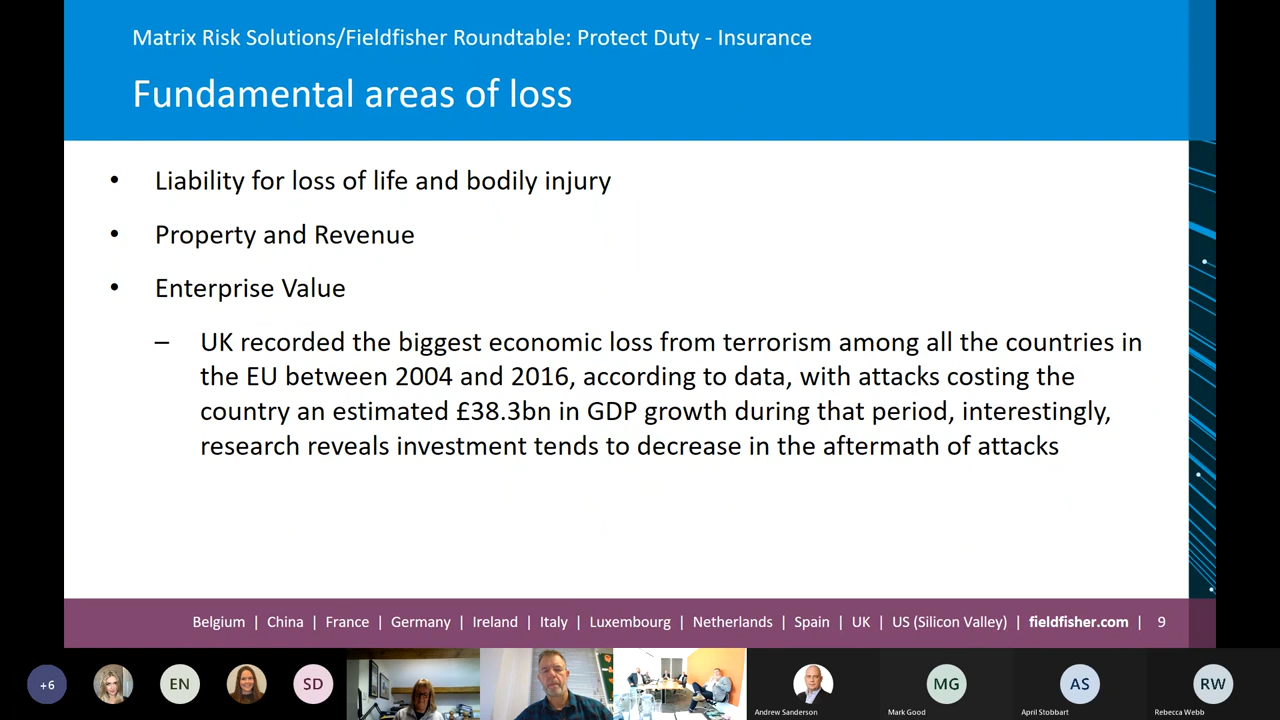 Matrix Risk Solutions/Fieldfisher Roundtable: Protect Duty - Insurance
Fundamental areas of loss
• Liability for loss of life and bodily injury
• Property and Revenue
• Enterprise Value
– UK recorded the biggest economic loss from terrorism among all the countries in
the EU between 2004 and 2016, according to data, with attacks costing the
country an estimated £38.3bn in GDP growth during that period, interestingly,
research reveals investment tends to decrease in the aftermath of attacks
Belgium | China | France | Germany | Ireland | Italy | Luxembourg | Netherlands | Spain | UK | US (Silicon Valley) | fieldfisher.com | 9
+6
EN
SD
MG
AS
RW
Andrew Sanderson
Mark Good
April Stobbart
Rebecca Webb